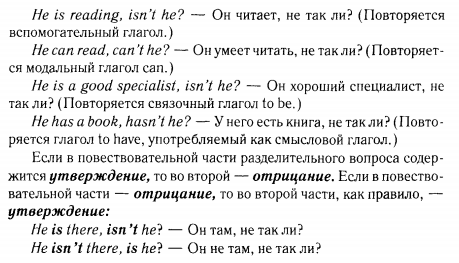 He is reading, isn't he? — Он читает, не так ли? (Повторяется
вспомогательный глагол.)
He can read, can't he? — Он умеет читать, не так ли? (Повторяет-
ся модальный глагол can.)
He is a good specialist, isn't he? — Он хороший специалист, не
так ли? (Повторяется связочный глагол to be.)
He has a book, hasn't he? — У него есть книга, не так ли? (Повто-
ряется глагол to have, употребляемый как смысловой глагол.)
Если в повествовательной части разделительного вопроса содер-
жится утверждение, то во второй — отрицание. Если в повество-
вательной части — отрицание, то во второй части, как правило, —
утверждение:
He is there, isn't he? — Он там, не так ли?
He isn't there, is he? — Он не там, не так ли?